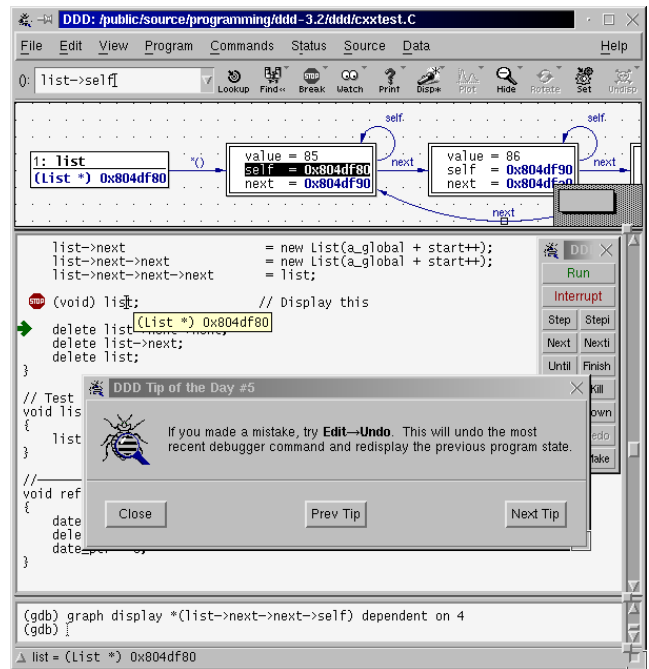 DDD: /public/source/programming/ddd-3.2/ddd/cxxtest.C
File Edit View Program Commands Status Source Data Help
(): list->self
Lookup Find« Break Watch Print Disp* Plot Hide Rotate Set Undisp
self self
1: list
(List *) 0x804df80
*()
value = 85
self = 0x804df80
next = 0x804df90
next
value = 86
self = 0x804df90
next = 0x804df
next
next
list->next = new List(a_global + start++);
list->next->next = new List(a_global + start++);
list->next->next->next = list;
STOP (void) list; // Display this
(List *) 0x804df80
delete list
delete list->next;
delete list;
}
// Test
void lis
{
list
}
//
void ref
{
date
dele
date
}
DDD
Run
Interrupt
Step Stepi
Next Nexti
Until Finish
Kill
own
edo
Make
DDD Tip of the Day #5
If you made a mistake, try Edit→Undo. This will undo the most
recent debugger command and redisplay the previous program state.
Close Prev Tip Next Tip
(gdb) graph display *(list->next->next->self) dependent on 4
(gdb)
list = (List *) 0x804df80